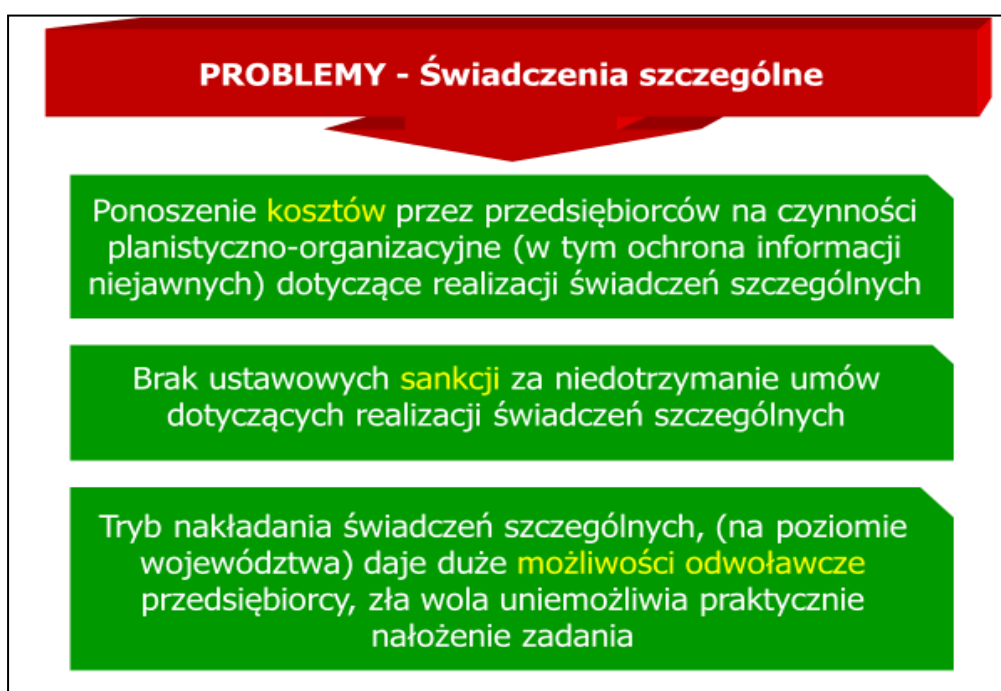 PROBLEMY - Świadczenia szczególne
Ponoszenie kosztów przez przedsiębiorców na czynności
planistyczno-organizacyjne (w tym ochrona informacji
niejawnych) dotyczące realizacji świadczeń szczególnych
Brak ustawowych sankcji za niedotrzymanie umów
dotyczących realizacji świadczeń szczególnych
Tryb nakładania świadczeń szczególnych, (na poziomie
województwa) daje duże możliwości odwoławcze
przedsiębiorcy, zła wola uniemożliwia praktycznie
nałożenie zadania